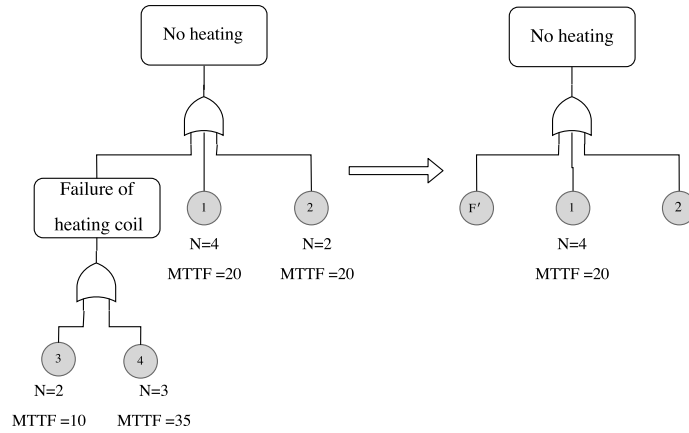 No heating
No heating
Failure of
heating coil
1
2
F′
1
2
N=4
N=2
N=4
MTTF =20
MTTF =20
MTTF =20
3
4
N=2
N=3
MTTF =10
MTTF =35